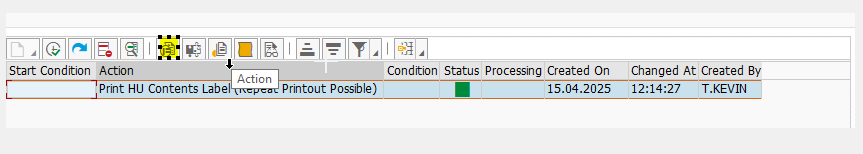 Start Condition Action Condition Status Processing Created On Changed At Created By
Action
Print HU Contents Label (Repeat Printout Possible) 15.04.2025 12:14:27 T.KEVIN